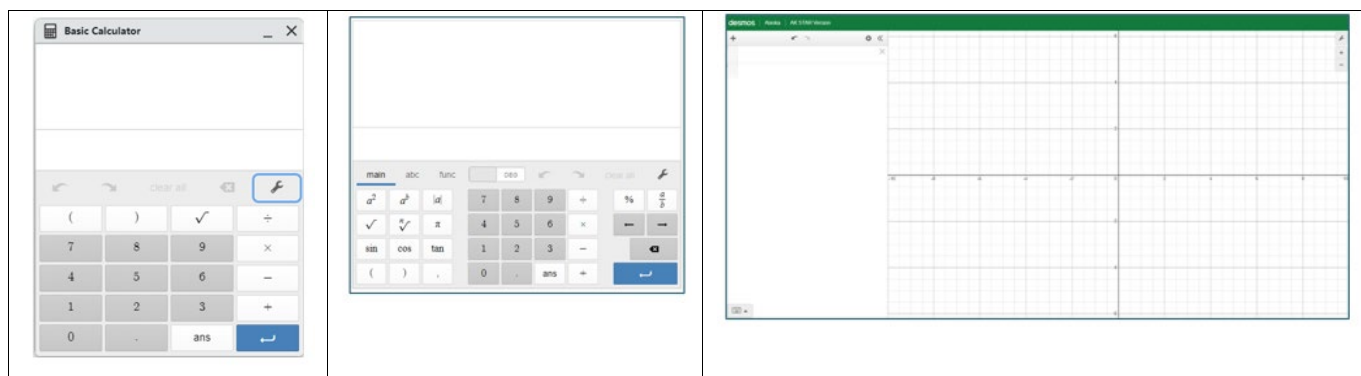 Basic Calculator
clear all
( ) √ ÷
7 8 9 ×
4 5 6 −
1 2 3 +
0 . ans
main abc func DEG clear all
a² aᵇ |a| 7 8 9 ÷ % a/b
√ ⁿ√ π 4 5 6 × ← →
sin cos tan 1 2 3 −
( ) , 0 . ans +
desmos Alaska